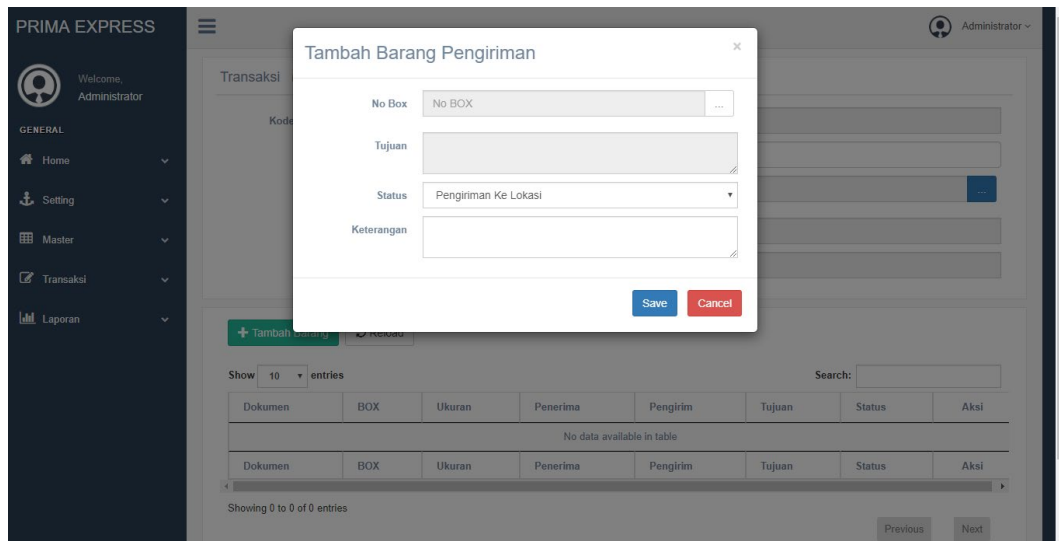 PRIMA EXPRESS
Administrator
Welcome,
Administrator
GENERAL
Home
Setting
Master
Transaksi
Laporan
Transaksi
Kode
Tambah Barang Pengiriman
×
No Box
No BOX
...
Tujuan
Status
Pengiriman Ke Lokasi
Keterangan
Save
Cancel
...
Tambah Barang
Reload
Show 10 entries
Search:
Dokumen BOX Ukuran Penerima Pengirim Tujuan Status Aksi
No data available in table
Dokumen BOX Ukuran Penerima Pengirim Tujuan Status Aksi
Showing 0 to 0 of 0 entries
Previous Next